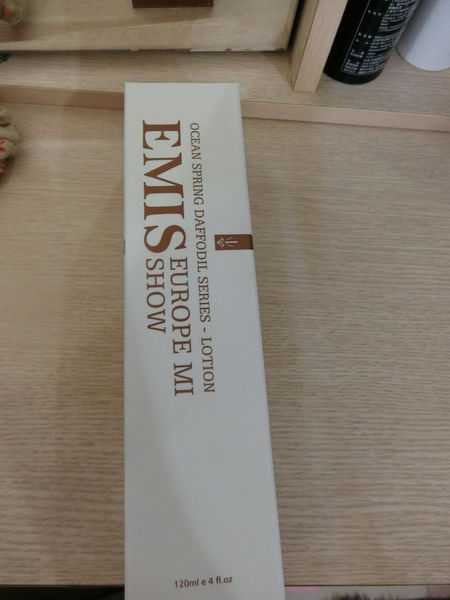 OCEAN SPRING DAFFODIL SERIES - LOTION
EMIS
EUROPE MI
SHOW
120ml e 4 fl.oz